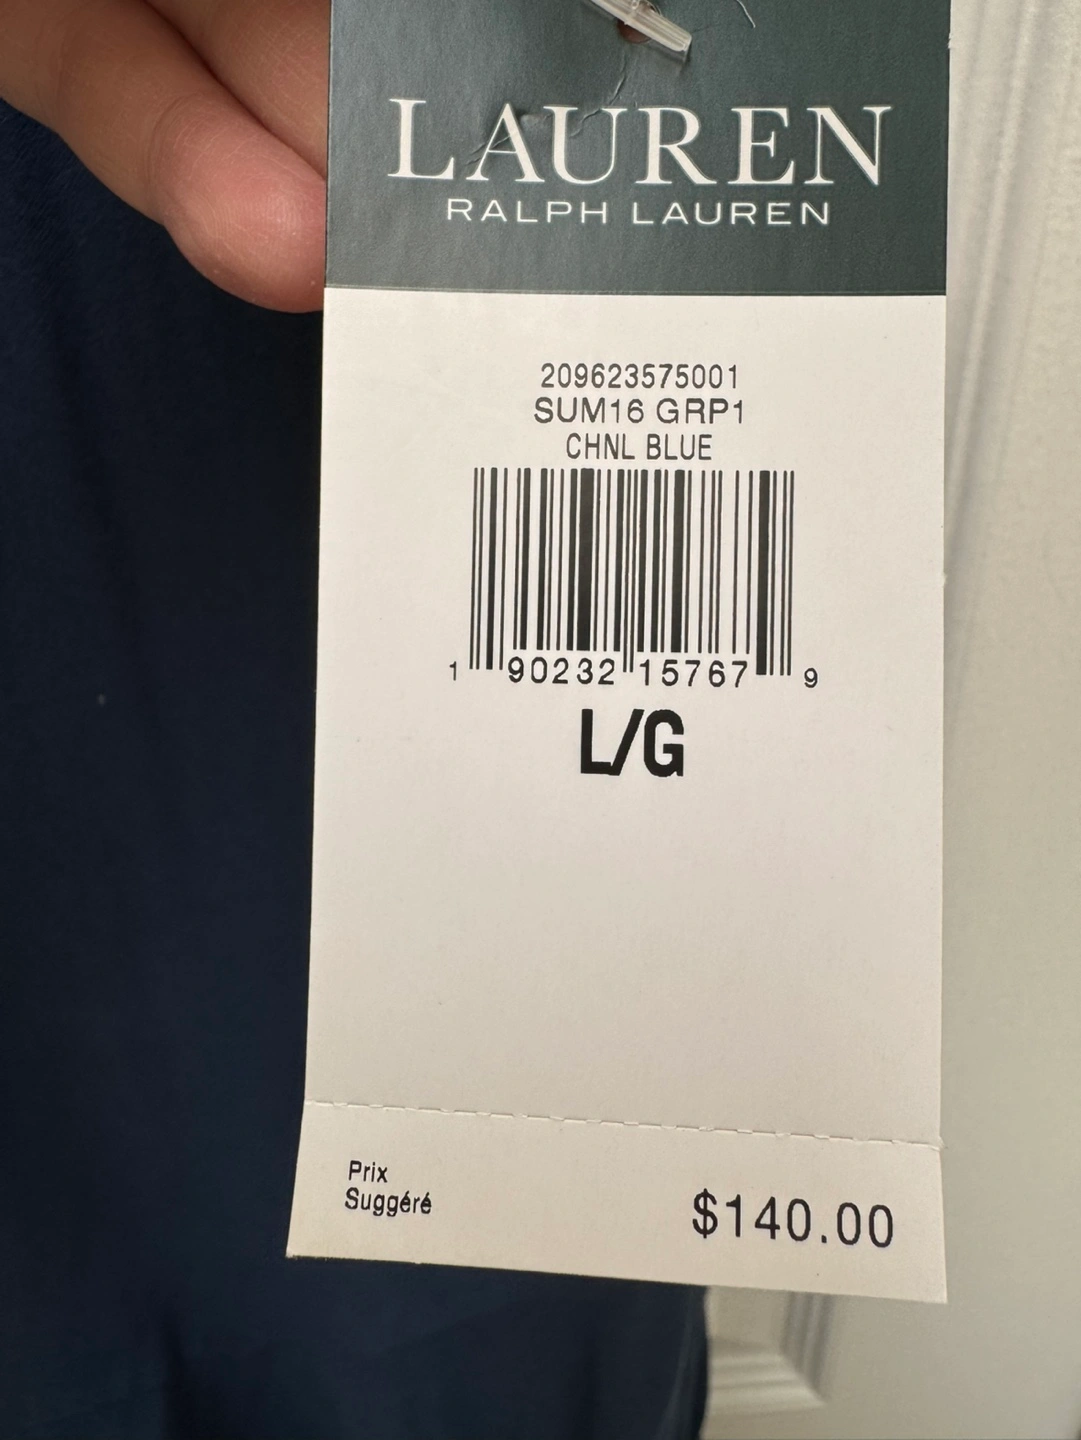 LAUREN
RALPH LAUREN
209623575001
SUM16 GRP1
CHNL BLUE
1 90232 15767 9
L/G
Prix
Suggéré
$140.00